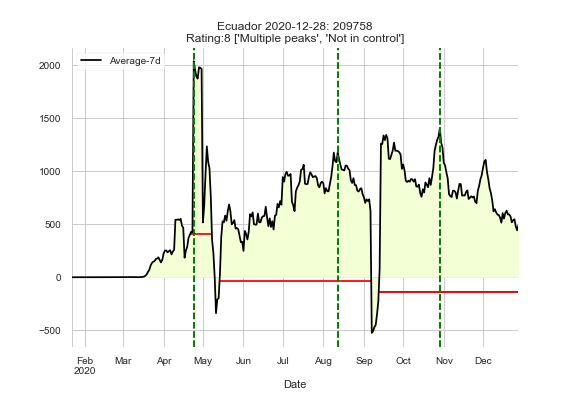 Ecuador 2020-12-28: 209758
Rating:8 ['Multiple peaks', 'Not in control']
Average-7d
2000
1500
1000
500
0
−500
Feb Mar Apr May Jun Jul Aug Sep Oct Nov Dec
2020
Date